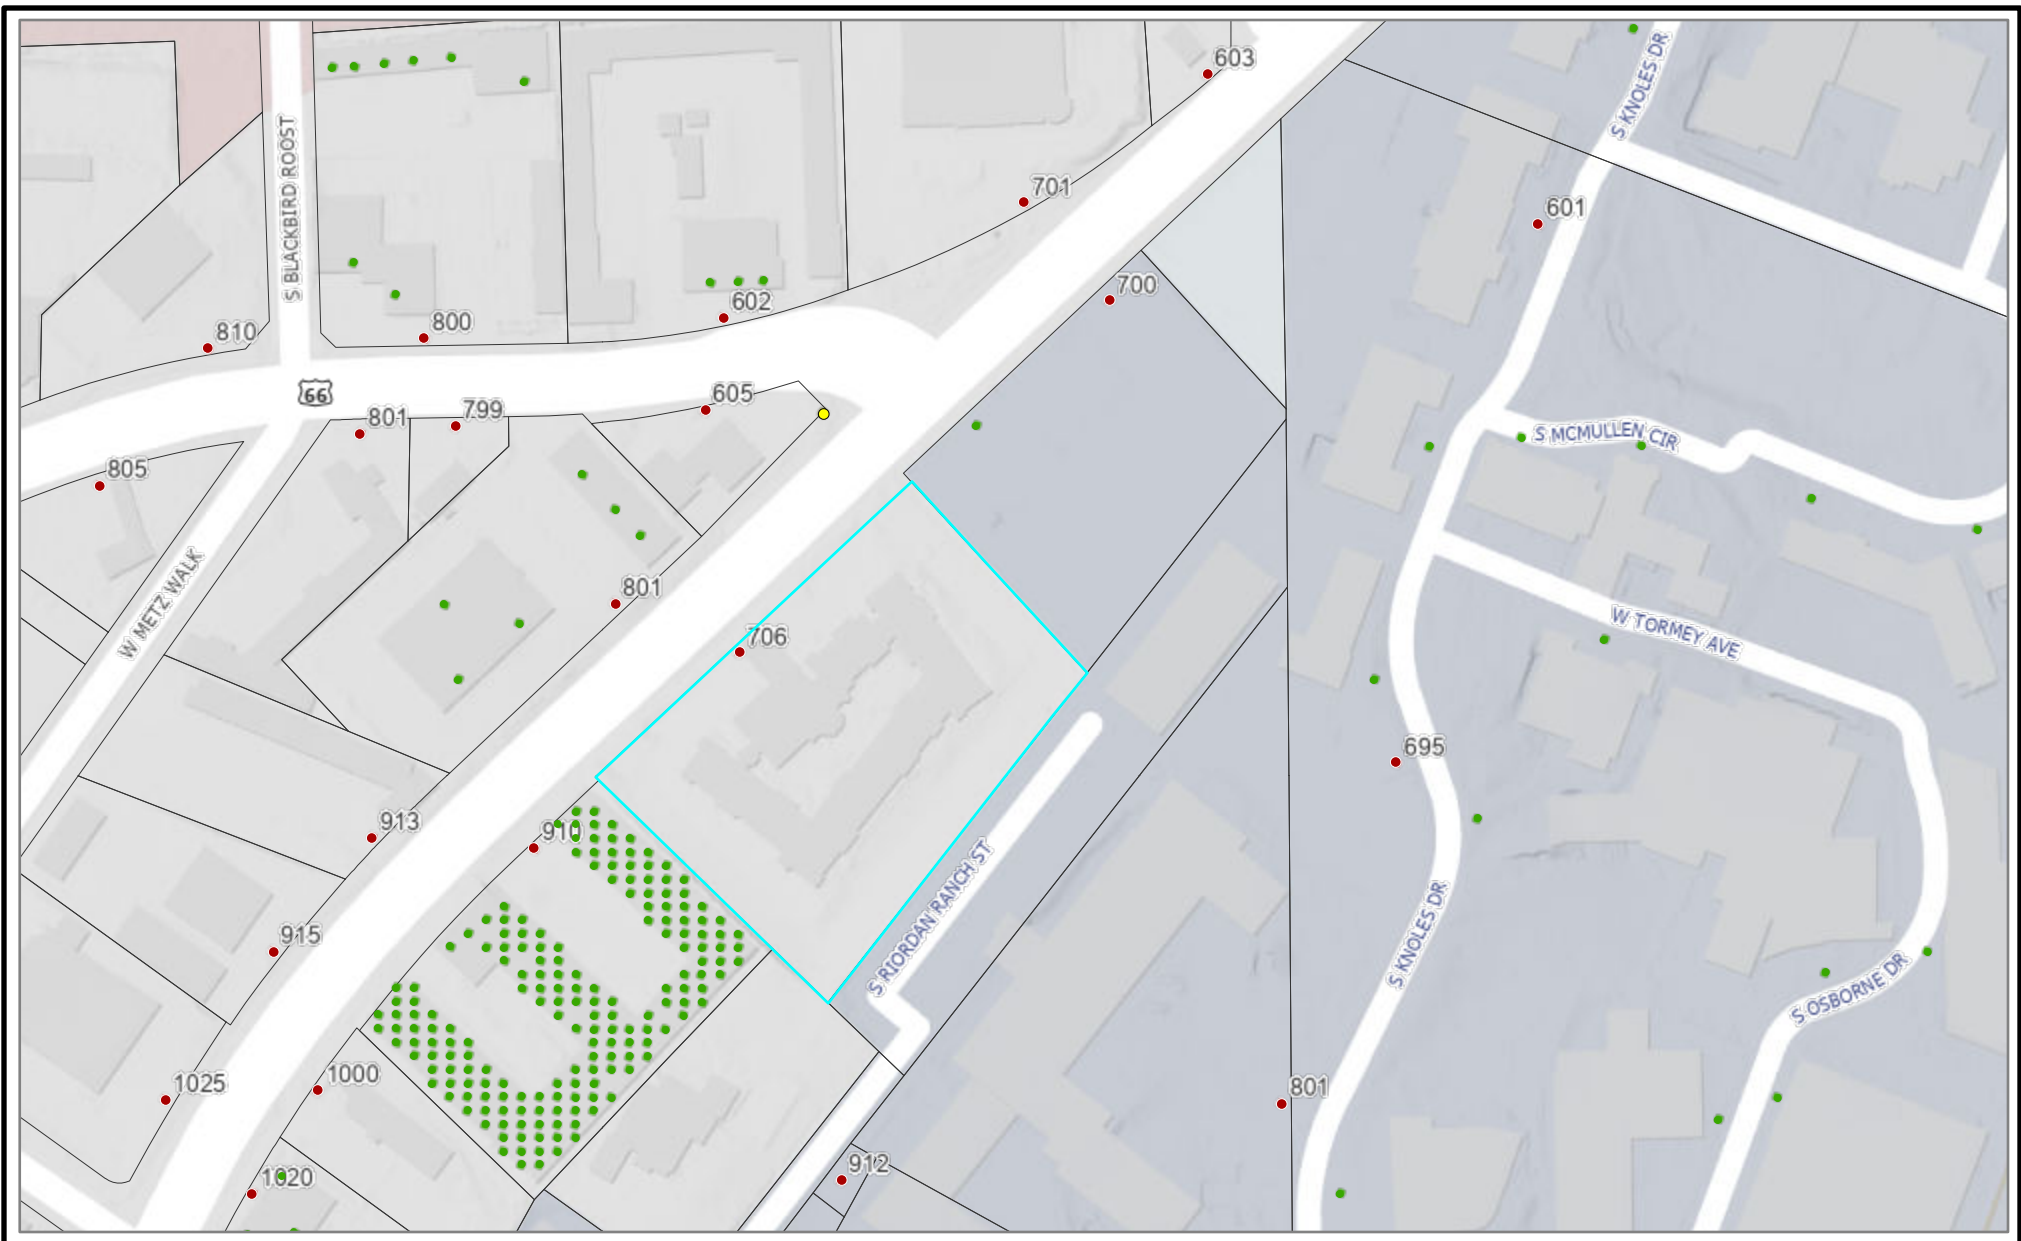 603
S KNOLES DR
701
601
S BLACKBIRD ROOST
700
602
800
810
66
605
799
801
S MCMULLEN CIR
805
W METZ WALK
801
706
W TORMEY AVE
695
913
910
S RIORDAN RANCH ST
915
S KNOLES DR
S OSBORNE DR
1025
1000
801
912
1020